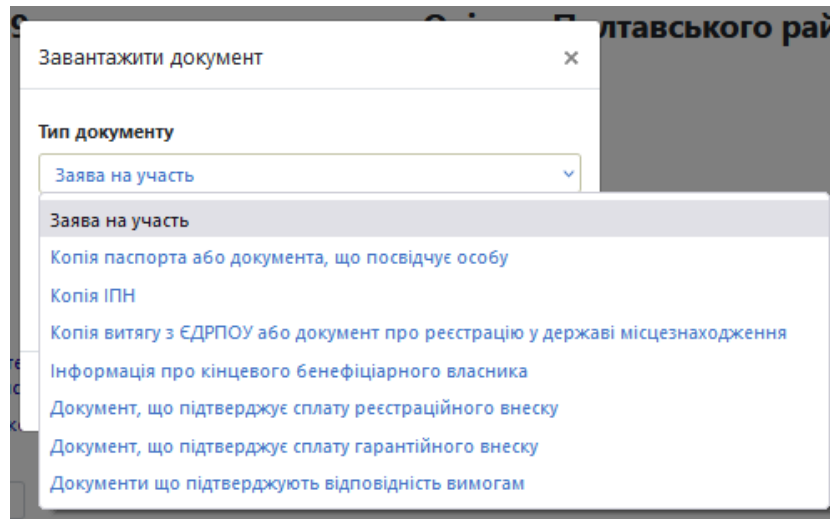 лтавського рай
Завантажити документ
Тип документу
Заява на участь
Заява на участь
Копія паспорта або документа, що посвідчує особу
Копія ІПН
Копія витягу з ЄДРПОУ або документ про реєстрацію у державі місцезнаходження
Інформація про кінцевого бенефіціарного власника
Документ, що підтверджує сплату реєстраційного внеску
Документ, що підтверджує сплату гарантійного внеску
Документи що підтверджують відповідність вимогам